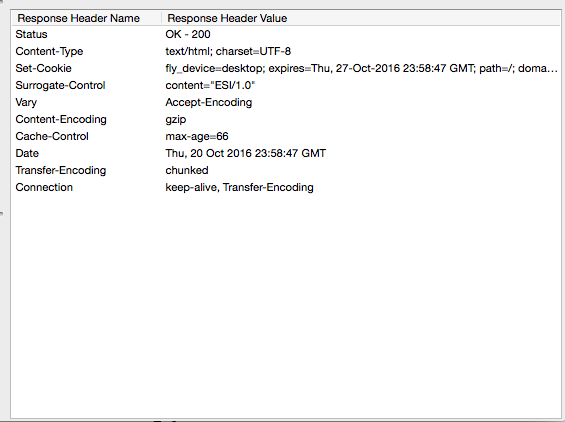 Response Header Name Response Header Value
Status OK - 200
Content-Type text/html; charset=UTF-8
Set-Cookie fly_device=desktop; expires=Thu, 27-Oct-2016 23:58:47 GMT; path=/; doma...
Surrogate-Control content="ESI/1.0"
Vary Accept-Encoding
Content-Encoding gzip
Cache-Control max-age=66
Date Thu, 20 Oct 2016 23:58:47 GMT
Transfer-Encoding chunked
Connection keep-alive, Transfer-Encoding